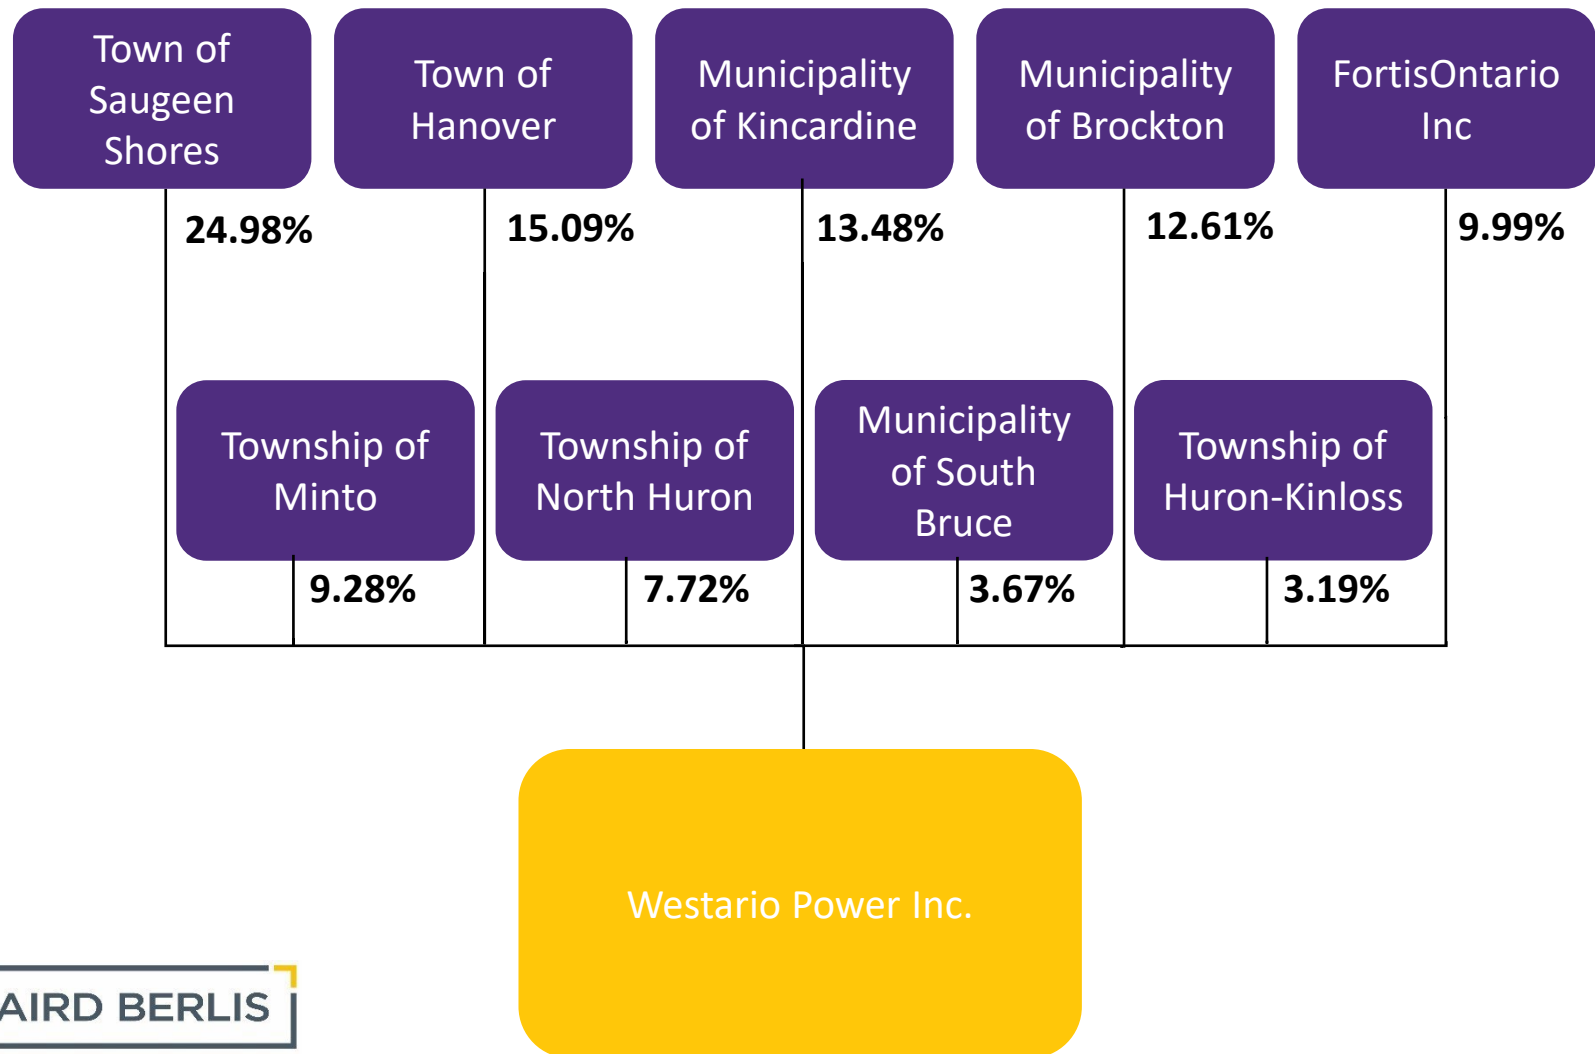 Town of
Saugeen
Shores
Town of
Hanover
Municipality
of Kincardine
Municipality
of Brockton
FortisOntario
Inc
24.98%
15.09%
13.48%
12.61%
9.99%
Township of
Minto
Township of
North Huron
Municipality
of South
Bruce
Township of
Huron-Kinloss
9.28%
7.72%
3.67%
3.19%
Westario Power Inc.
AIRD BERLIS